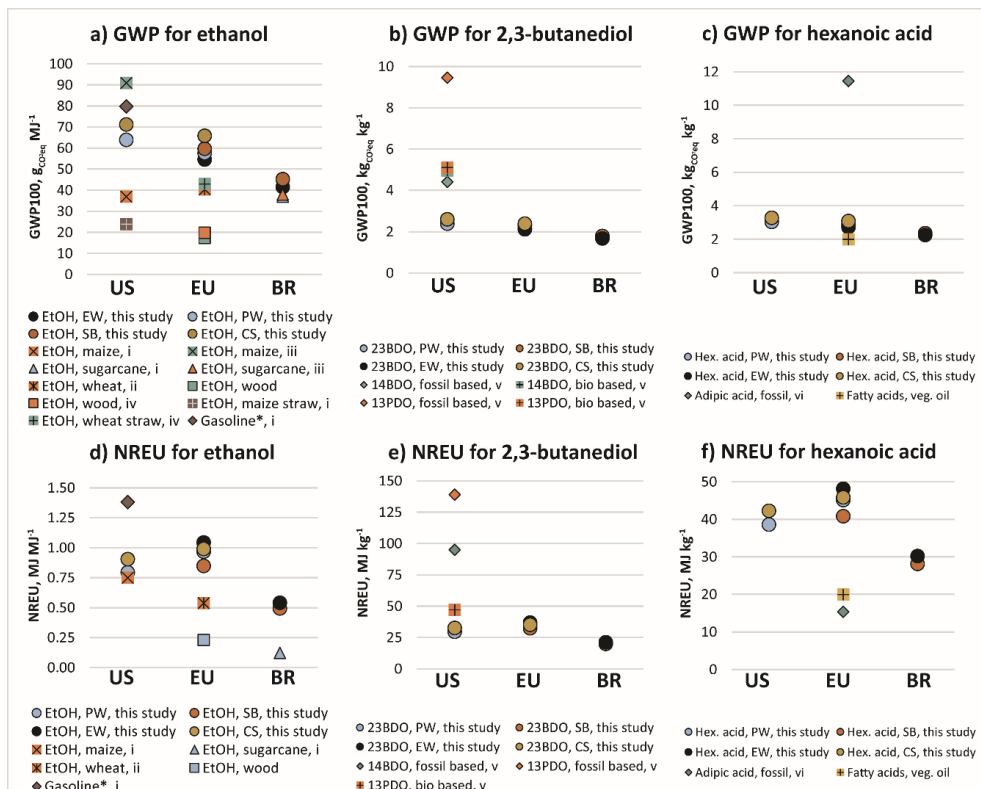 a) GWP for ethanol
GWP100, gCO²eq MJ-1
100
90
80
70
60
50
40
30
20
10
0
US EU BR
EtOH, EW, this study
EtOH, PW, this study
EtOH, SB, this study
EtOH, CS, this study
EtOH, maize, i
EtOH, maize, iii
EtOH, sugarcane, i
EtOH, sugarcane, iii
EtOH, wheat, ii
EtOH, wood
EtOH, wood, iv
EtOH, maize straw, i
EtOH, wheat straw, iv
Gasoline*, i
b) GWP for 2,3-butanediol
GWP100, kgCO²eq kg-1
10
8
6
4
2
0
US EU BR
23BDO, PW, this study
23BDO, SB, this study
23BDO, EW, this study
23BDO, CS, this study
14BDO, fossil based, v
14BDO, bio based, v
13PDO, fossil based, v
13PDO, bio based, v
c) GWP for hexanoic acid
GWP100, kgCO²eq kg-1
12
10
8
6
4
2
0
US EU BR
Hex. acid, PW, this study
Hex. acid, SB, this study
Hex. acid, EW, this study
Hex. acid, CS, this study
Adipic acid, fossil, vi
Fatty acids, veg. oil
d) NREU for ethanol
NREU, MJ MJ-1
1.50
1.25
1.00
0.75
0.50
0.25
0.00
US EU BR
EtOH, PW, this study
EtOH, SB, this study
EtOH, EW, this study
EtOH, CS, this study
EtOH, maize, i
EtOH, sugarcane, i
EtOH, wheat, ii
EtOH, wood
Gasoline*, i
e) NREU for 2,3-butanediol
NREU, MJ kg-1
150
125
100
75
50
25
0
US EU BR
23BDO, PW, this study
23BDO, SB, this study
23BDO, EW, this study
23BDO, CS, this study
14BDO, fossil based, v
13PDO, fossil based, v
13PDO, bio based, v
f) NREU for hexanoic acid
NREU, MJ kg-1
50
40
30
20
10
0
US EU BR
Hex. acid, PW, this study
Hex. acid, SB, this study
Hex. acid, EW, this study
Hex. acid, CS, this study
Adipic acid, fossil, vi
Fatty acids, veg. oil